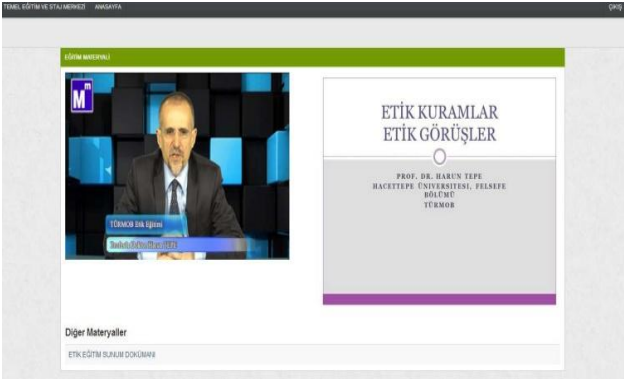 TEMEL EĞİTİM VE STAJ MERKEZİ ANASAYFA ÇIKIŞ
EĞİTİM MATERYALİ
Mm
TÜRMOB Etik Eğitimi
ETİK KURAMLAR
ETİK GÖRÜŞLER
PROF. DR. HARUN TEPE
HACETTEPE ÜNİVERSİTESİ, FELSEFE
BÖLÜMÜ
TÜRMOB
Diğer Materyaller
ETİK EĞİTİM SUNUM DOKÜMANI